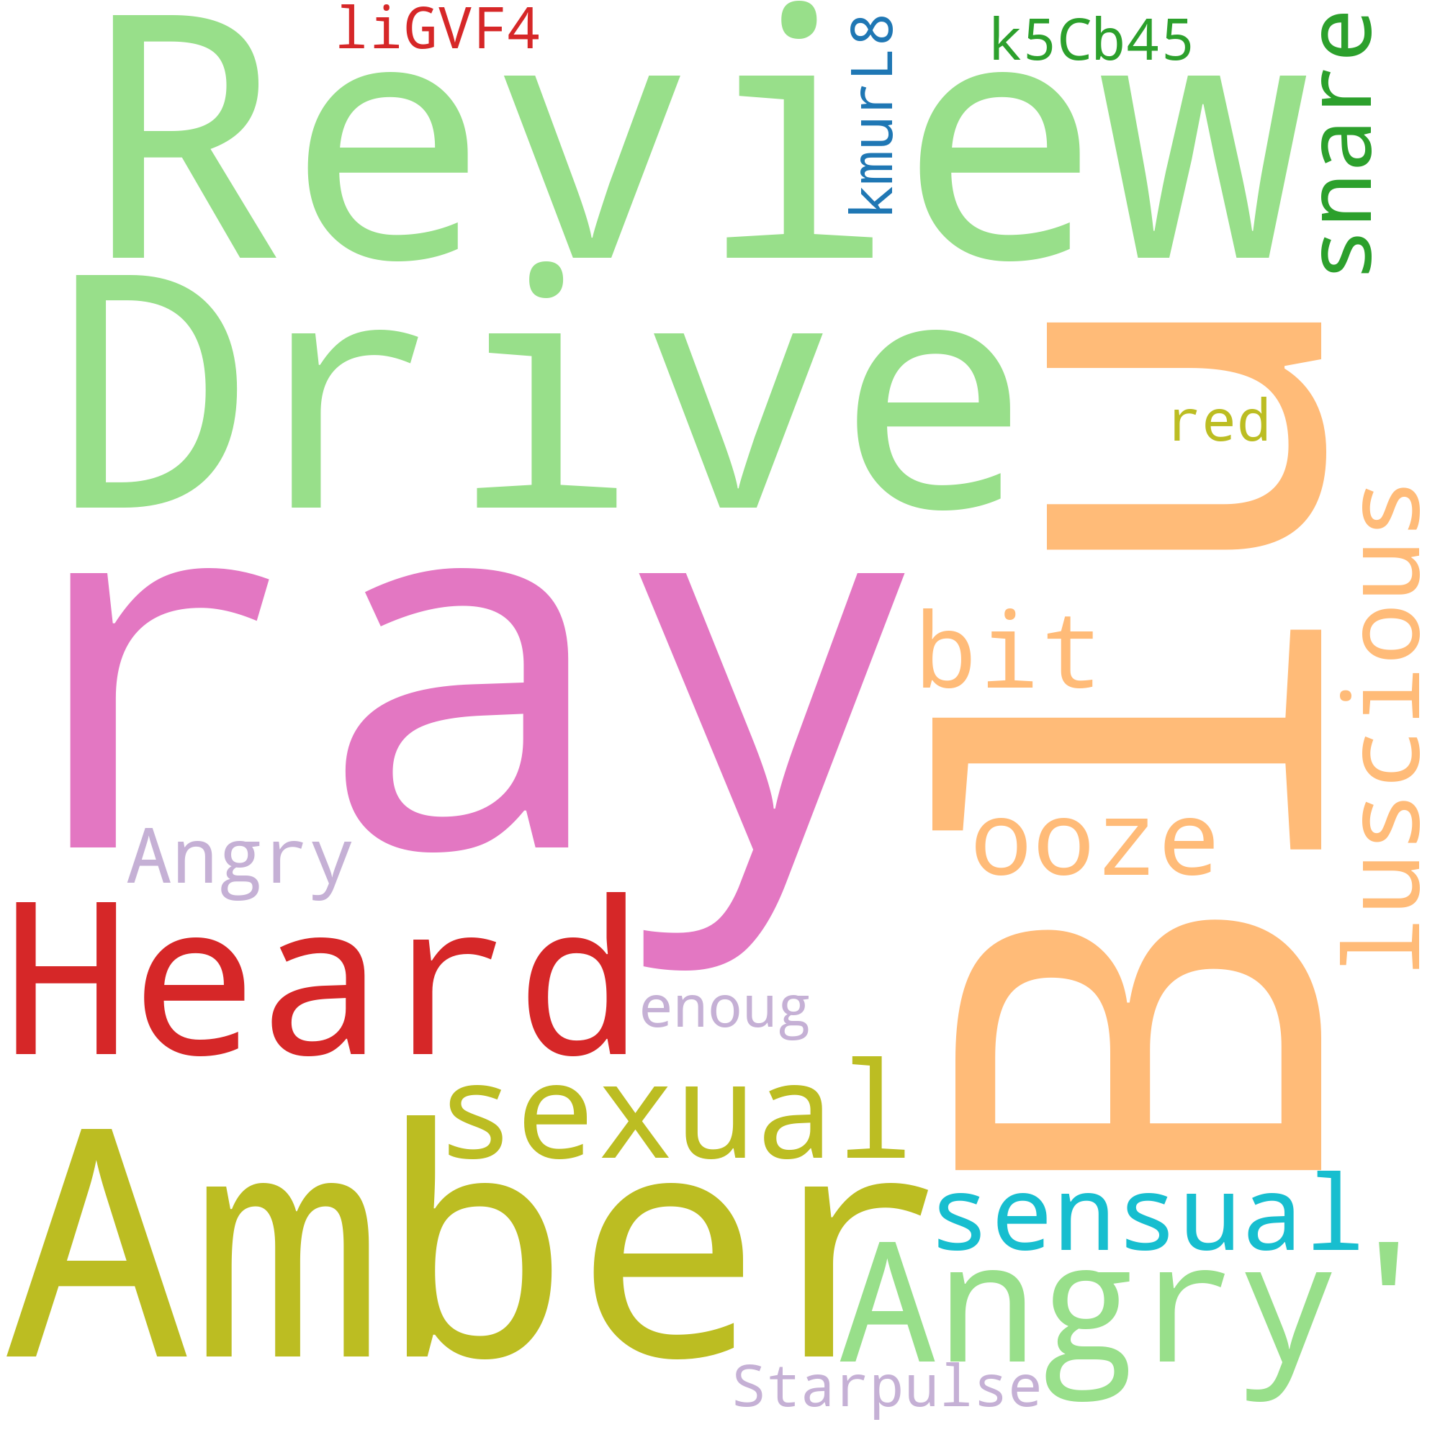 liGVF4
kmurL8
k5Cb45
snare
Review
Drive
red
Blu
ray
bit
luscious
ooze
Angry
Heard
enoug
sexual
Amber
sensual
Angry'
Starpulse